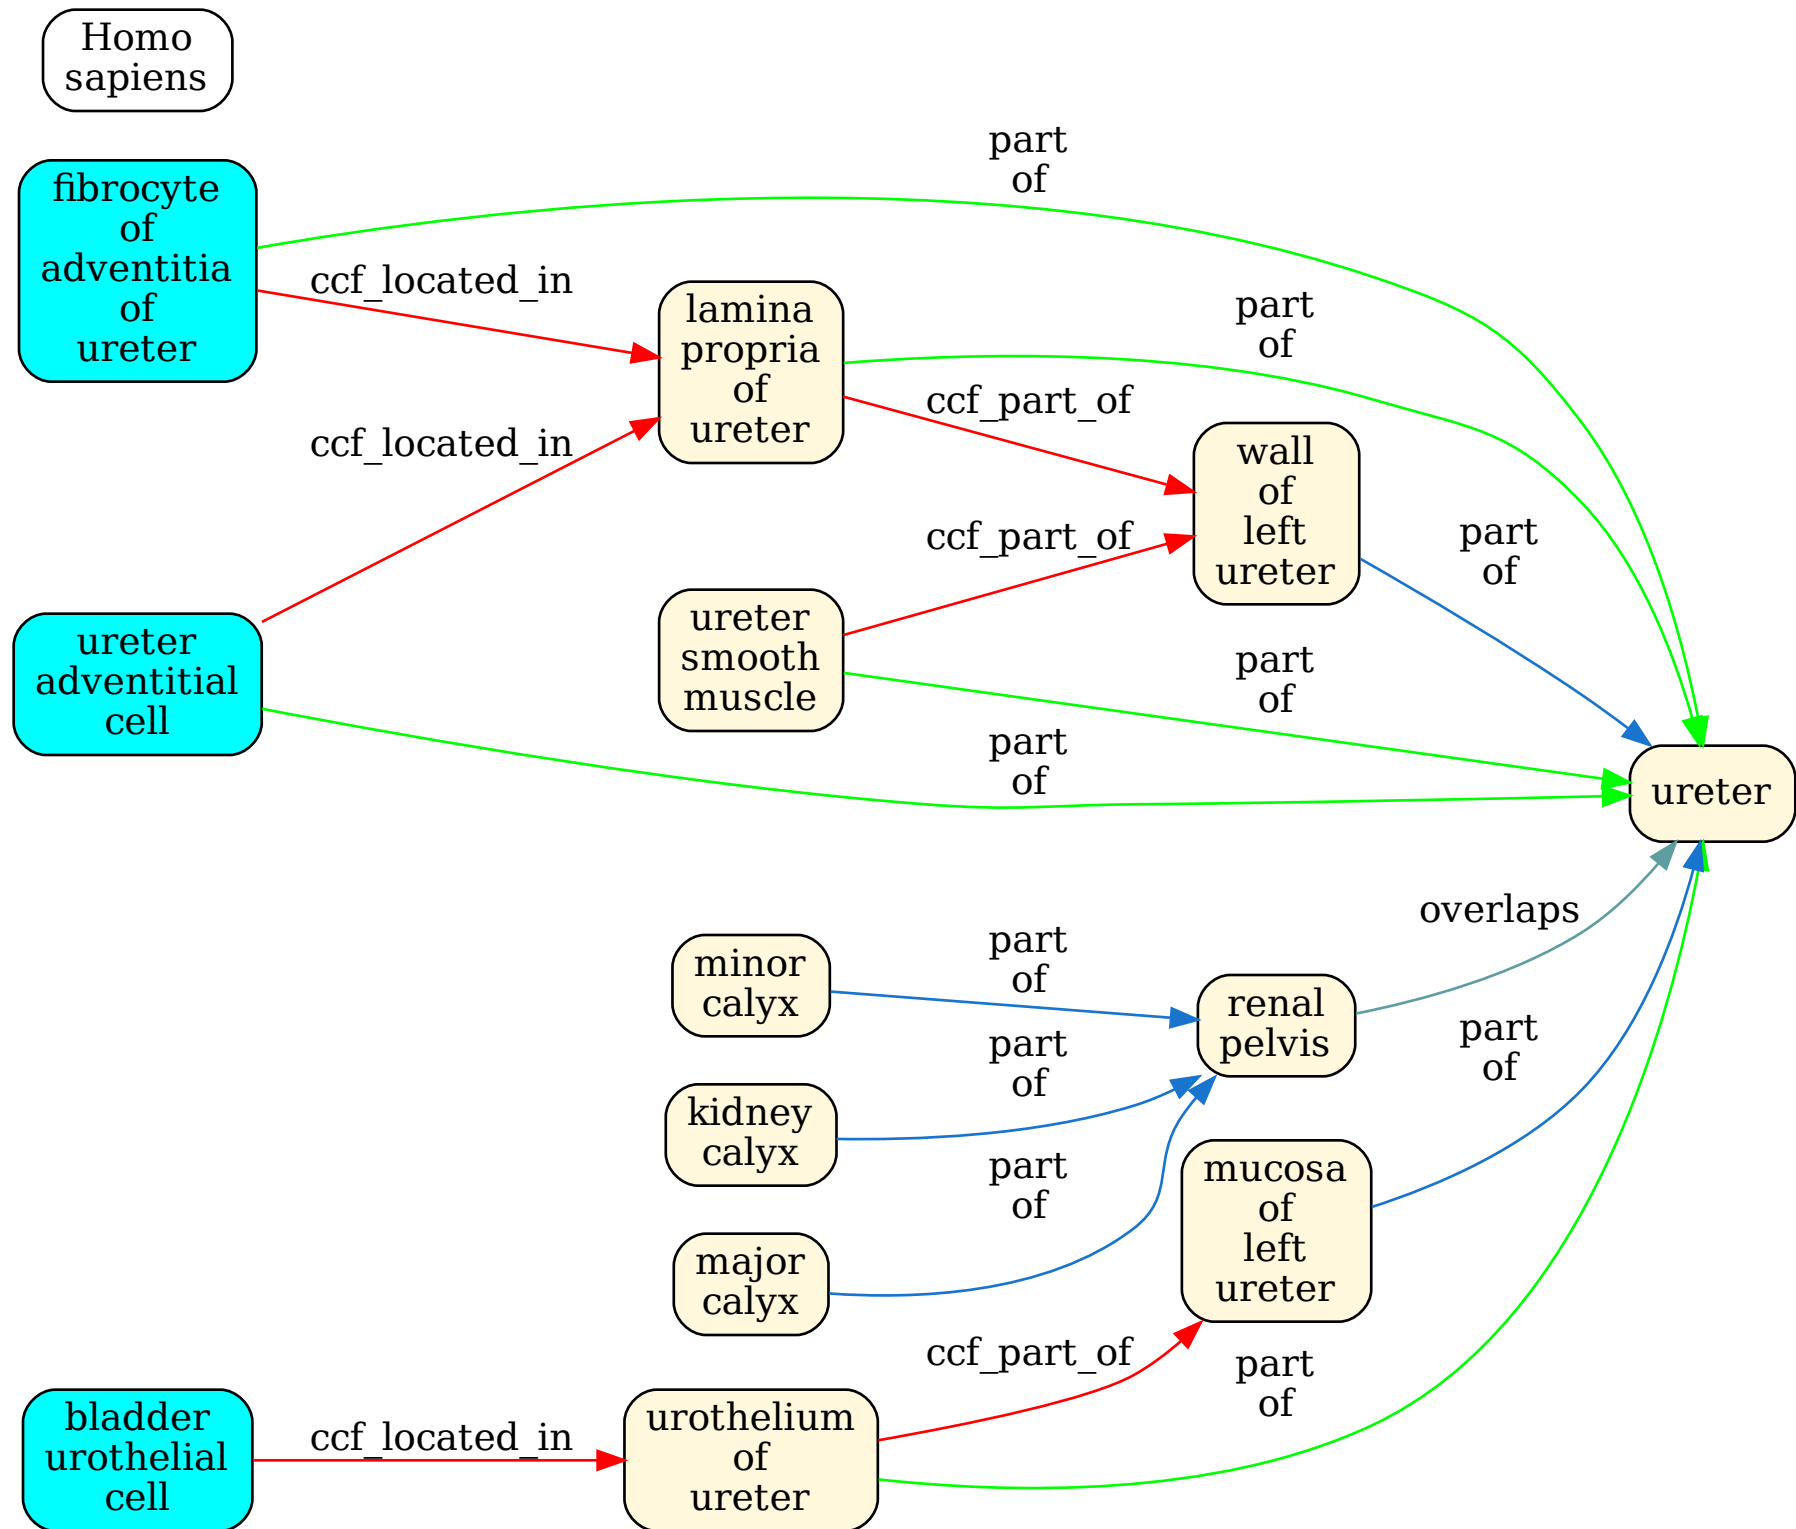 Homo
sapiens
fibrocyte
of
adventitia
of
ureter
part
of
ccf_located_in
lamina
propria
of
ureter
part
of
ccf_part_of
ccf_located_in
wall
of
left
ureter
ccf_part_of
part
of
ureter
smooth
muscle
ureter
adventitial
cell
part
of
part
of
ureter
minor
calyx
part
of
overlaps
renal
pelvis
kidney
calyx
part
of
part
of
major
calyx
part
of
mucosa
of
left
ureter
ccf_part_of
part
of
bladder
urothelial
cell
ccf_located_in
urothelium
of
ureter